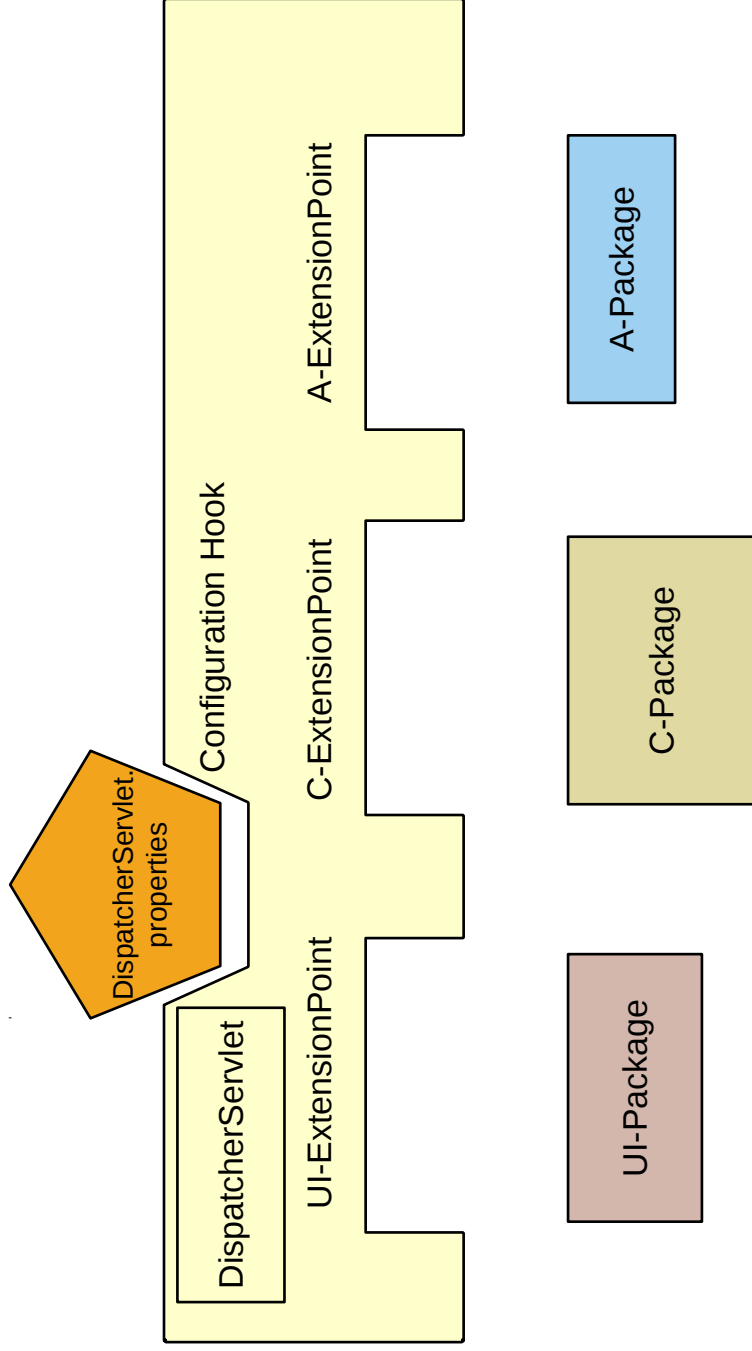 DispatcherServlet.
properties
DispatcherServlet
Configuration Hook
UI-ExtensionPoint
C-ExtensionPoint
A-ExtensionPoint
UI-Package
C-Package
A-Package